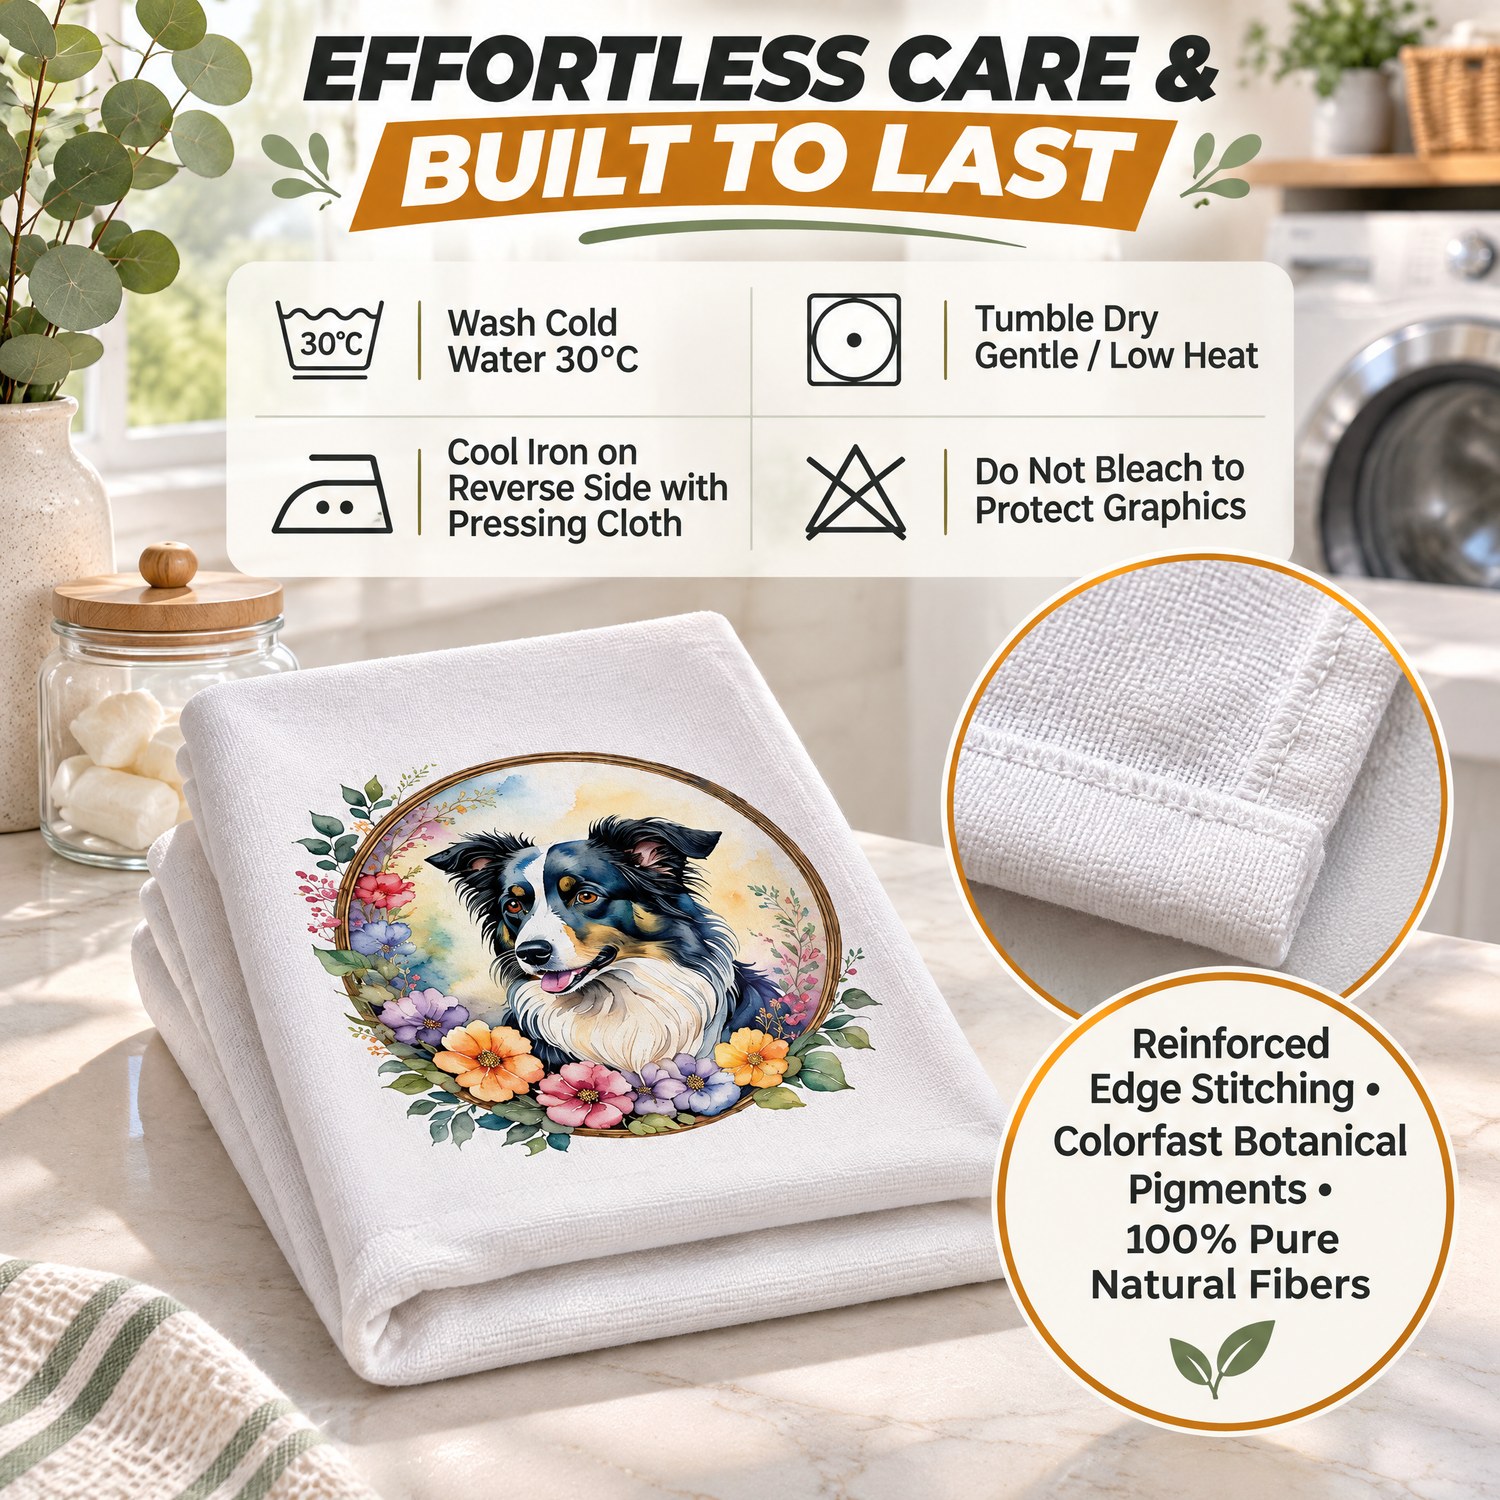 EFFORTLESS CARE &
BUILT TO LAST
30°C
Wash Cold
Water 30°C
Tumble Dry
Gentle / Low Heat
Cool Iron on
Reverse Side with
Pressing Cloth
Do Not Bleach to
Protect Graphics
Reinforced
Edge Stitching •
Colorfast Botanical
Pigments •
100% Pure
Natural Fibers